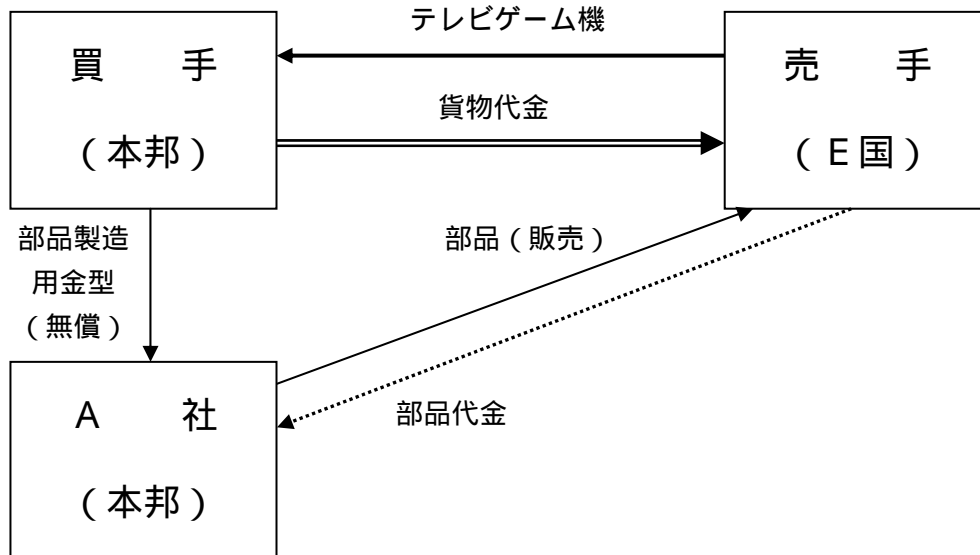 テレビゲーム機
買　　手
（本邦）
売　　手
（Ｅ国）
貨物代金
部品製造
用金型
（無償）
部品（販売）
部品代金
Ａ　　社
（本邦）